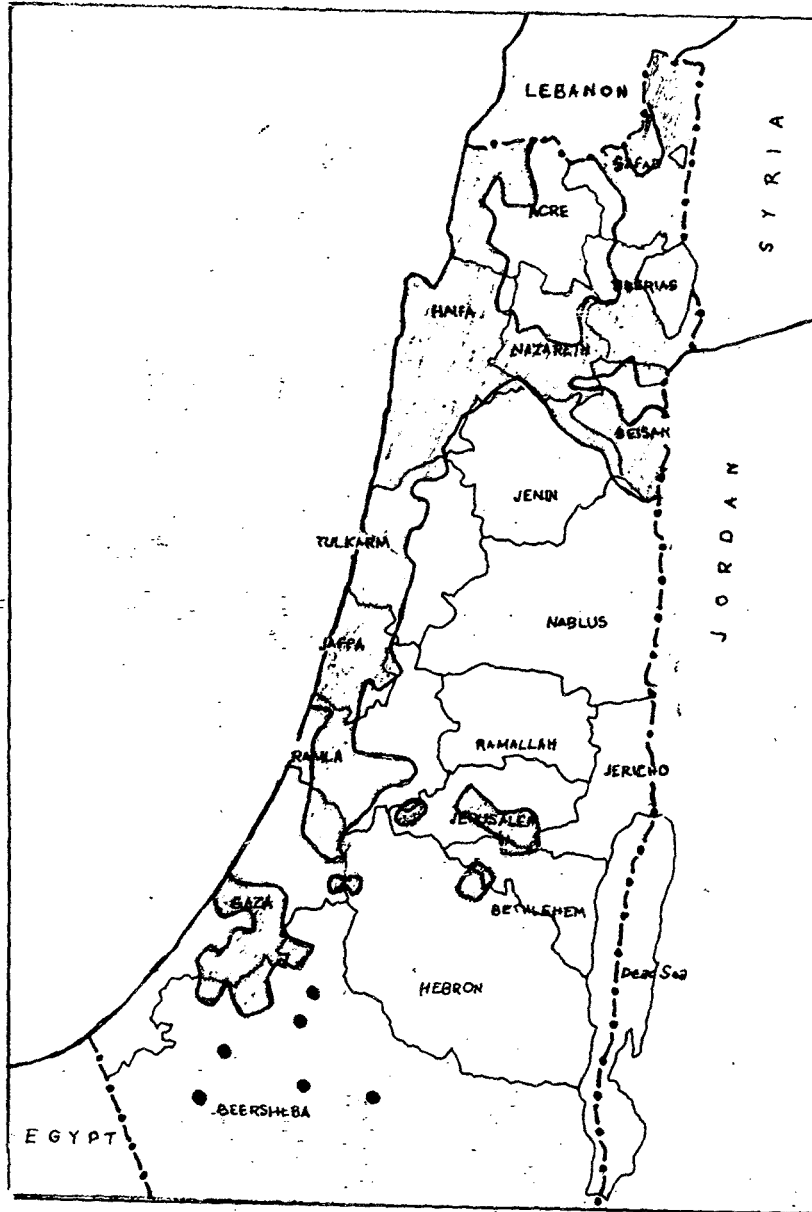 LEBANON
SYRIA
SAFAD
ACRE
TIBERIAS
HAIFA
NAZARETH
BEISAN
JENIN
JORDAN
TULKARM
NABLUS
JAFFA
RAMALLAH
RAMLA
JERICHO
JERUSALEM
GAZA
BETHLEHEM
Dead Sea
HEBRON
BEERSHEBA
EGYPT